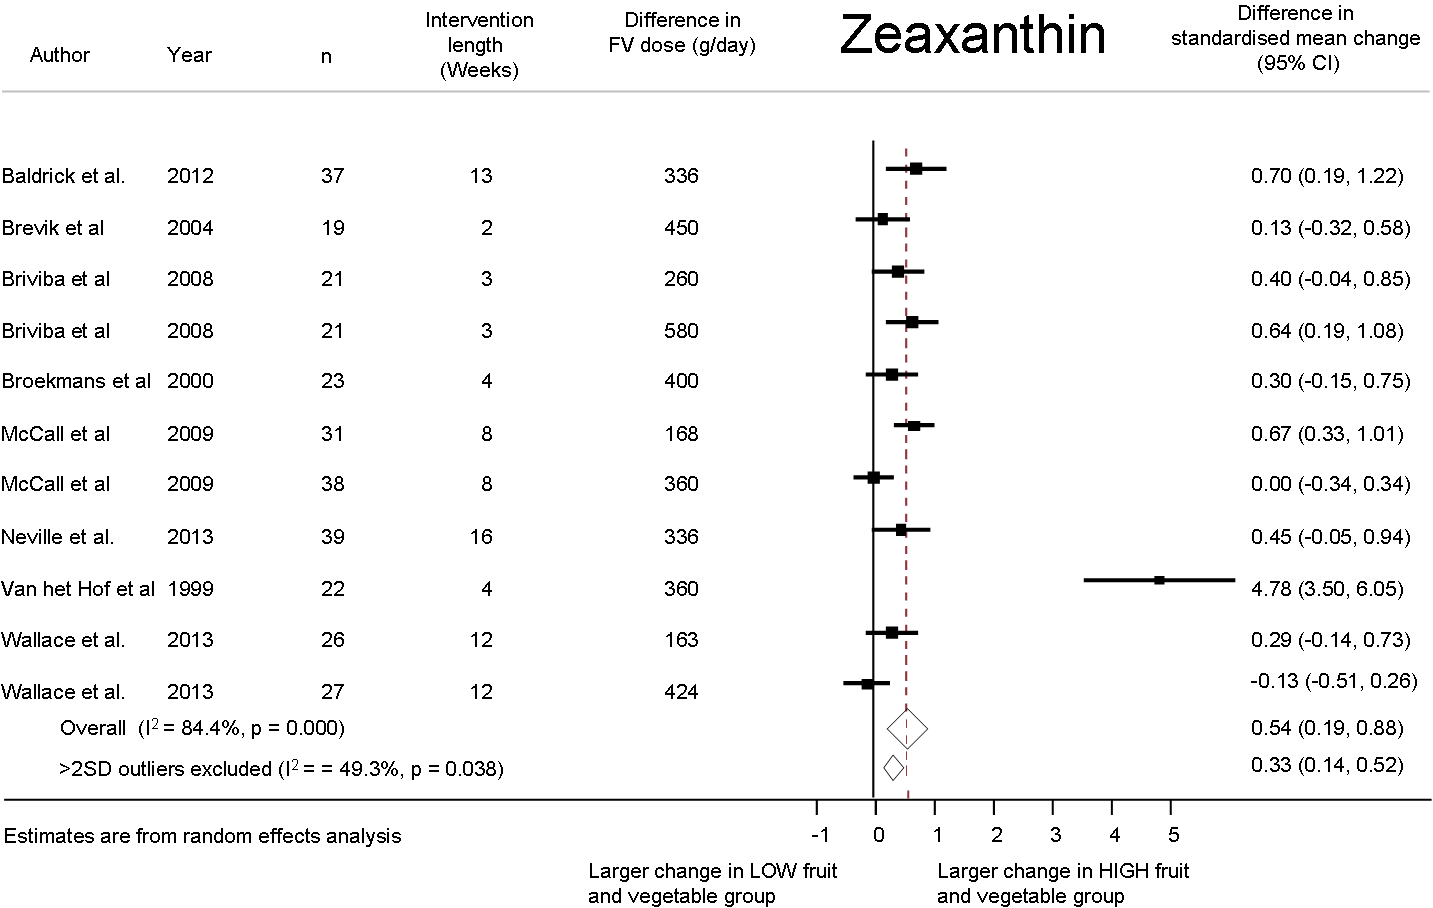 Author Year n Intervention length (Weeks) Difference in FV dose (g/day) Zeaxanthin Difference in standardised mean change (95% CI)
Baldrick et al. 2012 37 13 336 0.70 (0.19, 1.22)
Brevik et al 2004 19 2 450 0.13 (-0.32, 0.58)
Briviba et al 2008 21 3 260 0.40 (-0.04, 0.85)
Briviba et al 2008 21 3 580 0.64 (0.19, 1.08)
Broekmans et al 2000 23 4 400 0.30 (-0.15, 0.75)
McCall et al 2009 31 8 168 0.67 (0.33, 1.01)
McCall et al 2009 38 8 360 0.00 (-0.34, 0.34)
Neville et al. 2013 39 16 336 0.45 (-0.05, 0.94)
Van het Hof et al 1999 22 4 360 4.78 (3.50, 6.05)
Wallace et al. 2013 26 12 163 0.29 (-0.14, 0.73)
Wallace et al. 2013 27 12 424 -0.13 (-0.51, 0.26)
Overall (I² = 84.4%, p = 0.000) 0.54 (0.19, 0.88)
>2SD outliers excluded (I² = = 49.3%, p = 0.038) 0.33 (0.14, 0.52)
Estimates are from random effects analysis -1 0 1 2 3 4 5
Larger change in LOW fruit and vegetable group
Larger change in HIGH fruit and vegetable group